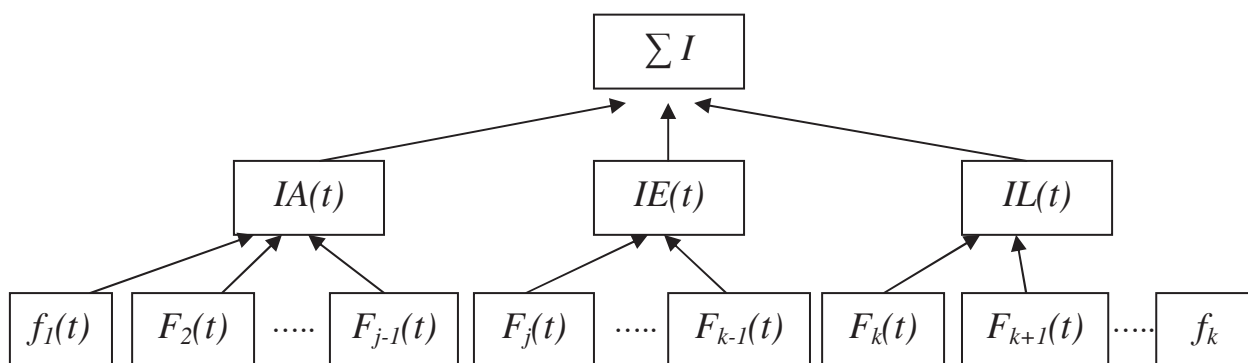 ∑ I
IA(t) IE(t) IL(t)
f₁(t) F₂(t) ..... Fⱼ₋₁(t) Fⱼ(t) ..... Fₖ₋₁(t) Fₖ(t) Fₖ₊₁(t) ..... fₖ